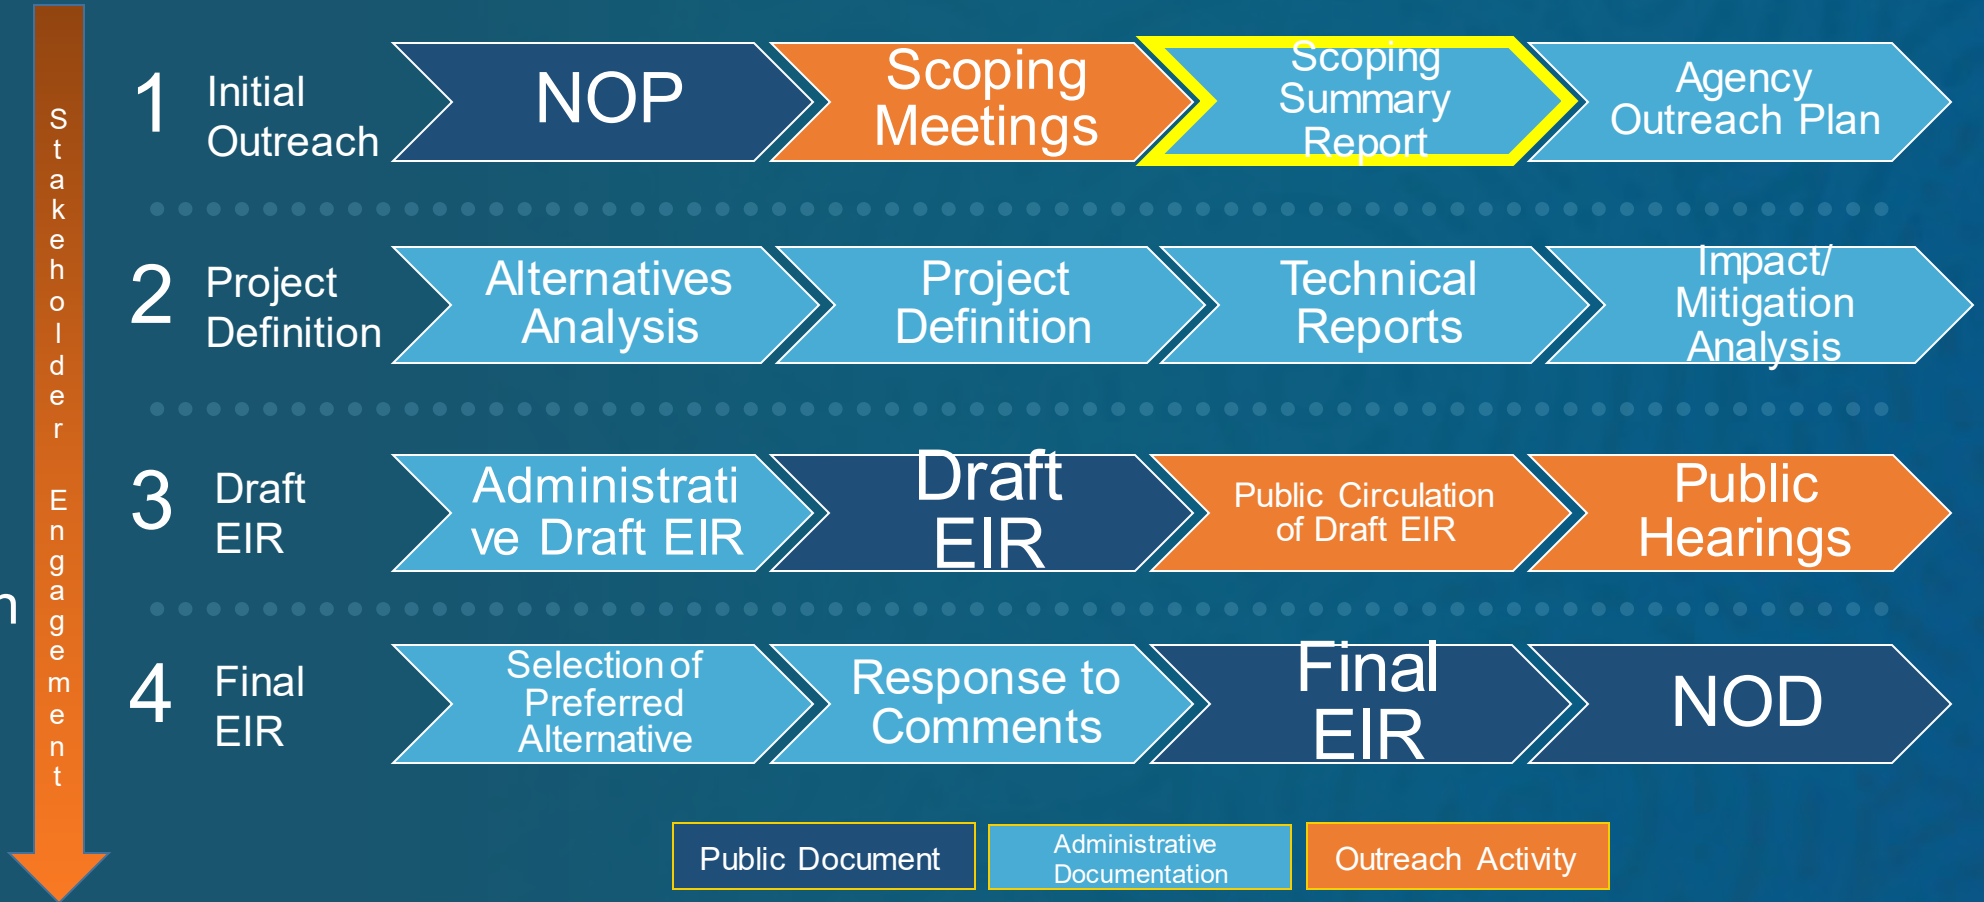 Stakeholder Engagement
1
Initial
Outreach
NOP
Scoping
Meetings
Scoping
Summary
Report
Agency
Outreach Plan
2
Project
Definition
Alternatives
Analysis
Project
Definition
Technical
Reports
Impact/
Mitigation
Analysis
3
Draft
EIR
Administrati
ve Draft EIR
Draft
EIR
Public Circulation
of Draft EIR
Public
Hearings
n
4
Final
EIR
Selection of
Preferred
Alternative
Response to
Comments
Final
EIR
NOD
Public Document
Administrative
Documentation
Outreach Activity